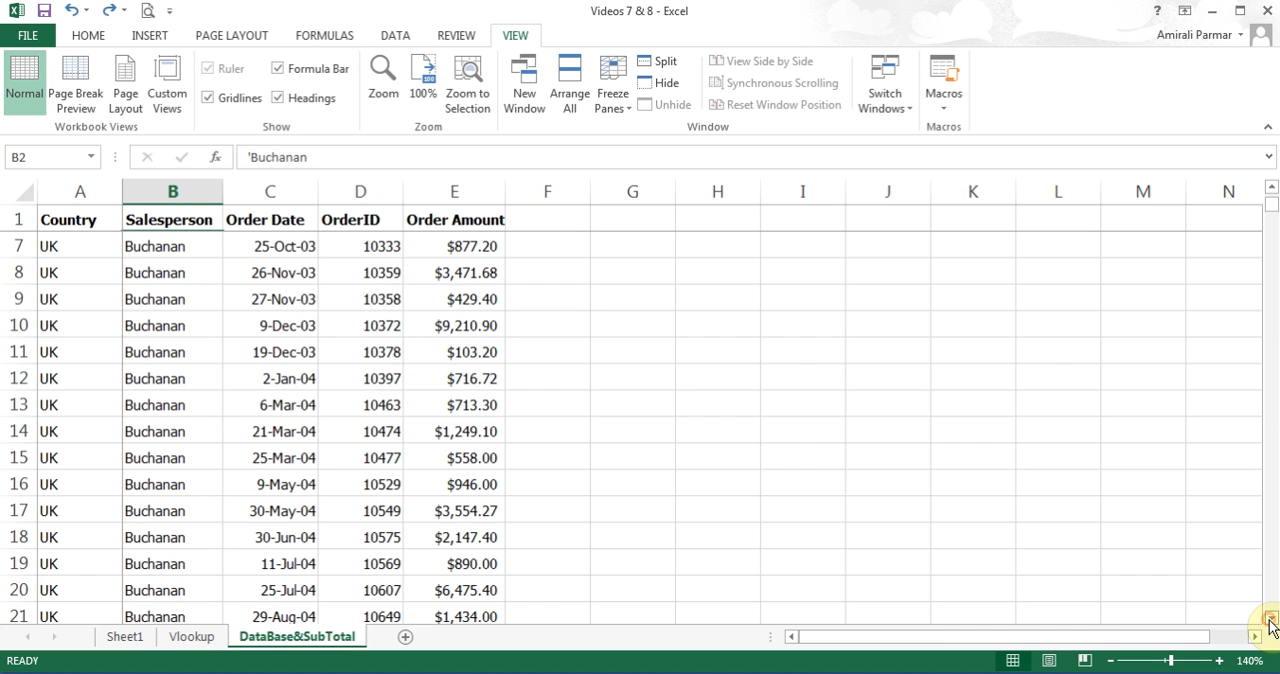 Videos 7 & 8 - Excel
?
FILE HOME INSERT PAGE LAYOUT FORMULAS DATA REVIEW VIEW Amirali Parmar
Normal Page Break Preview Page Layout Custom Views
Ruler Formula Bar
Gridlines Headings
Zoom 100% Zoom to Selection
New Window Arrange All Freeze Panes
Split
Hide
Unhide
View Side by Side
Synchronous Scrolling
Reset Window Position
Switch Windows Macros
Workbook Views Show Zoom Window Macros
B2 fx 'Buchanan
A B C D E F G H I J K L M N
1 Country Salesperson Order Date OrderID Order Amount
7 UK Buchanan 25-Oct-03 10333 $877.20
8 UK Buchanan 26-Nov-03 10359 $3,471.68
9 UK Buchanan 27-Nov-03 10358 $429.40
10 UK Buchanan 9-Dec-03 10372 $9,210.90
11 UK Buchanan 19-Dec-03 10378 $103.20
12 UK Buchanan 2-Jan-04 10397 $716.72
13 UK Buchanan 6-Mar-04 10463 $713.30
14 UK Buchanan 21-Mar-04 10474 $1,249.10
15 UK Buchanan 25-Mar-04 10477 $558.00
16 UK Buchanan 9-May-04 10529 $946.00
17 UK Buchanan 30-May-04 10549 $3,554.27
18 UK Buchanan 30-Jun-04 10575 $2,147.40
19 UK Buchanan 11-Jul-04 10569 $890.00
20 UK Buchanan 25-Jul-04 10607 $6,475.40
21 UK Buchanan 29-Aug-04 10649 $1,434.00
Sheet1 Vlookup DataBase&SubTotal
READY 140%